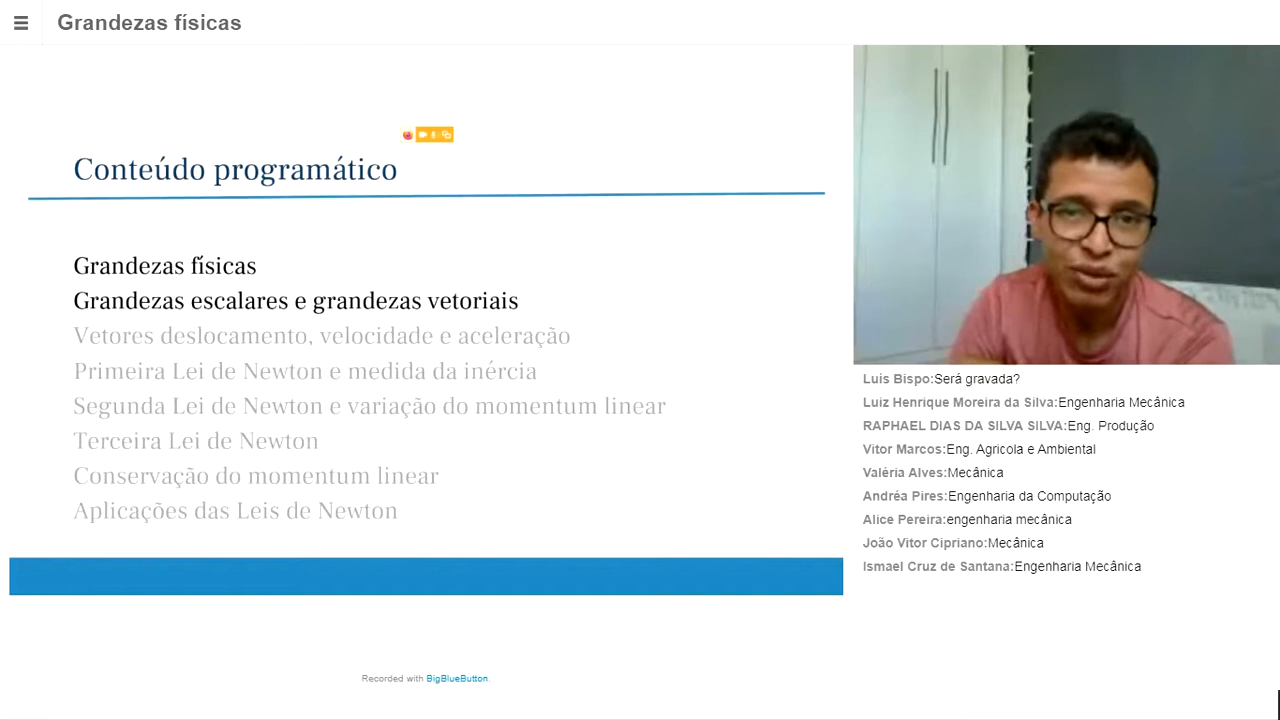 Grandezas físicas
Conteúdo programático
Grandezas físicas
Grandezas escalares e grandezas vetoriais
Vetores deslocamento, velocidade e aceleração
Primeira Lei de Newton e medida da inércia
Segunda Lei de Newton e variação do momentum linear
Terceira Lei de Newton
Conservação do momentum linear
Aplicações das Leis de Newton
Luis Bispo:Será gravada?
Luiz Henrique Moreira da Silva:Engenharia Mecânica
RAPHAEL DIAS DA SILVA SILVA:Eng. Produção
Vitor Marcos:Eng. Agricola e Ambiental
Valéria Alves:Mecânica
Andréa Pires:Engenharia da Computação
Alice Pereira:engenharia mecânica
João Vitor Cipriano:Mecânica
Ismael Cruz de Santana:Engenharia Mecânica
Recorded with BigBlueButton.